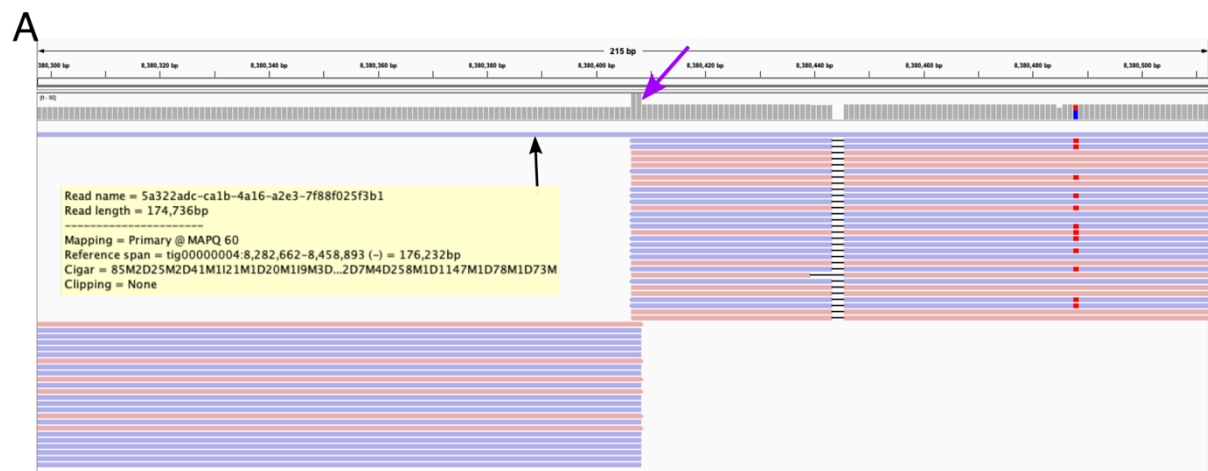 A
215 bp
380,300 bp 8,380,320 bp 8,380,340 bp 8,380,360 bp 8,380,380 bp 8,380,400 bp 8,380,420 bp 8,380,440 bp 8,380,460 bp 8,380,480 bp 8,380,500 bp
Read name = 5a322adc-ca1b-4a16-a2e3-7f88f025f3b1
Read length = 174,736bp
----------------------
Mapping = Primary @ MAPQ 60
Reference span = tig00000004:8,282,662-8,458,893 (-) = 176,232bp
Cigar = 85M2D25M2D41M1I21M1D20M1I9M3D...2D7M4D258M1D1147M1D78M1D73M
Clipping = None